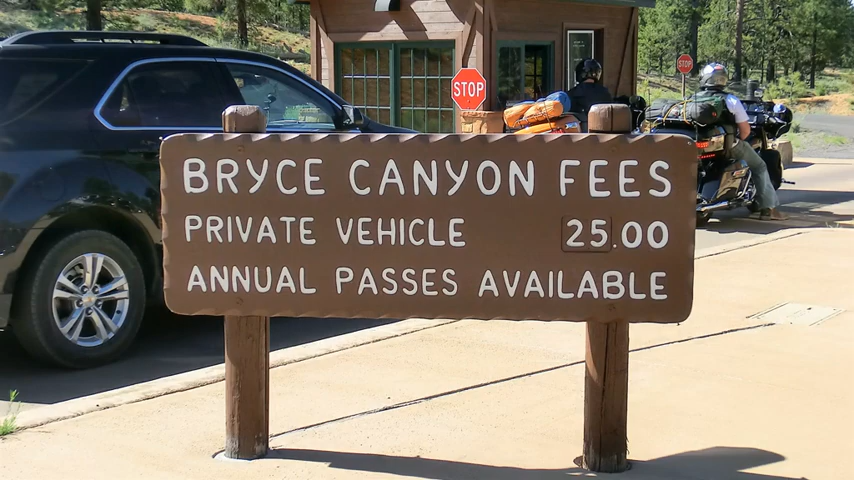 STOP
STOP
BRYCE CANYON FEES
PRIVATE VEHICLE 25.00
ANNUAL PASSES AVAILABLE